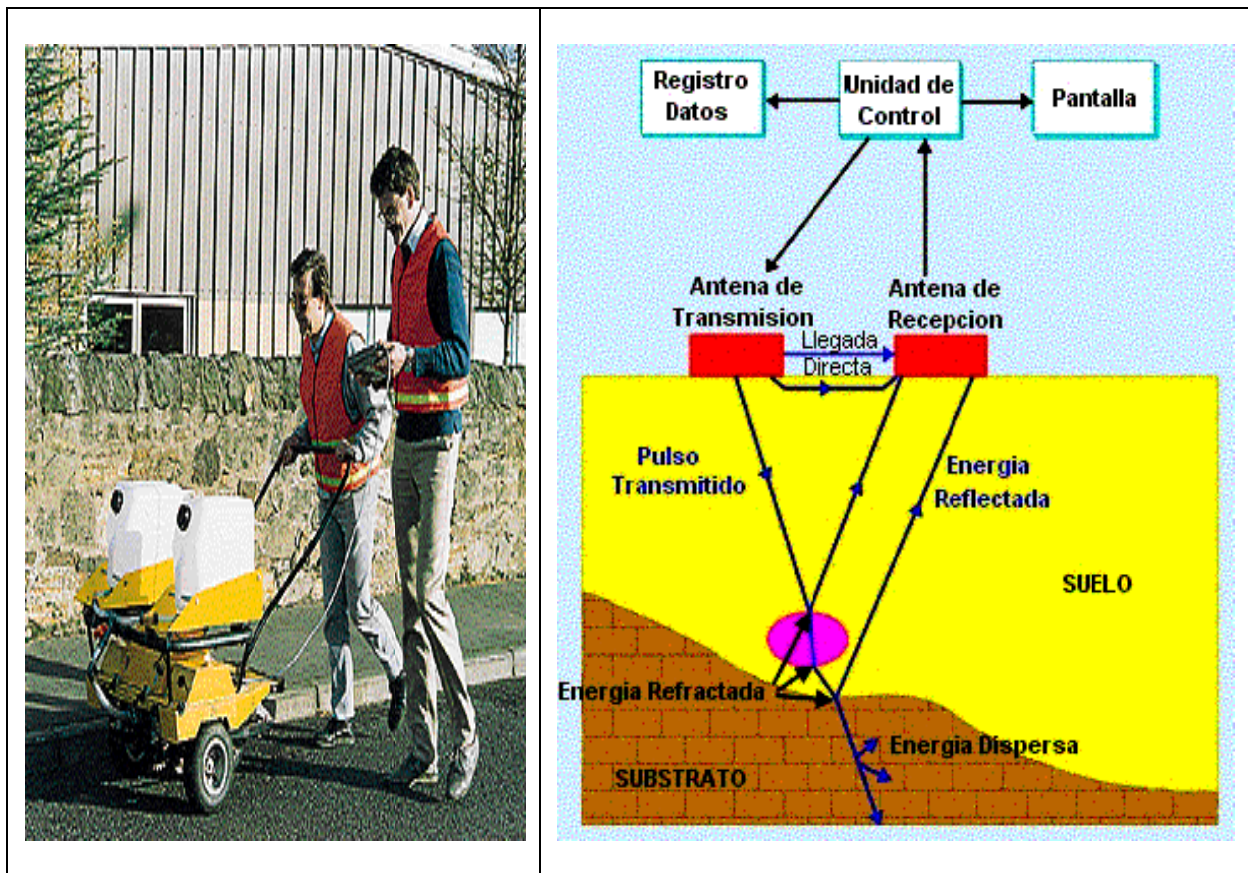 Registro
Datos
Unidad de
Control
Pantalla
Antena de
Transmision
Antena de
Recepcion
Llegada
Directa
Pulso
Transmitido
Energia
Reflectada
SUELO
Energia Refractada
Energia Dispersa
SUBSTRATO